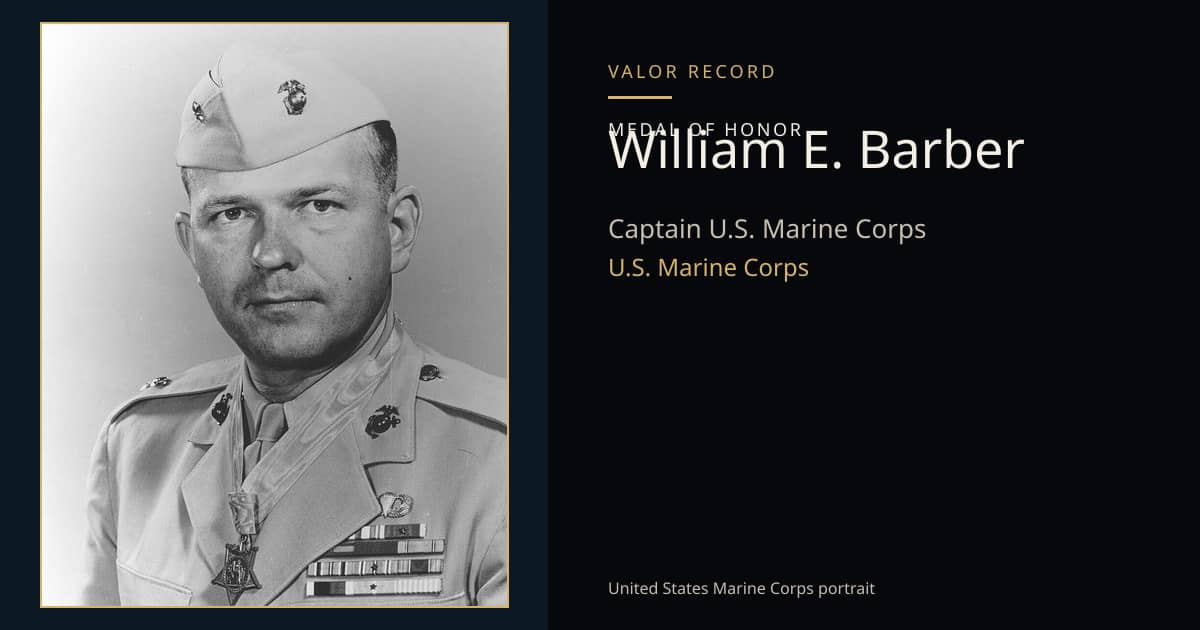 VALOR RECORD
MEDAL OF HONOR
William E. Barber
Captain U.S. Marine Corps
U.S. Marine Corps
United States Marine Corps portrait